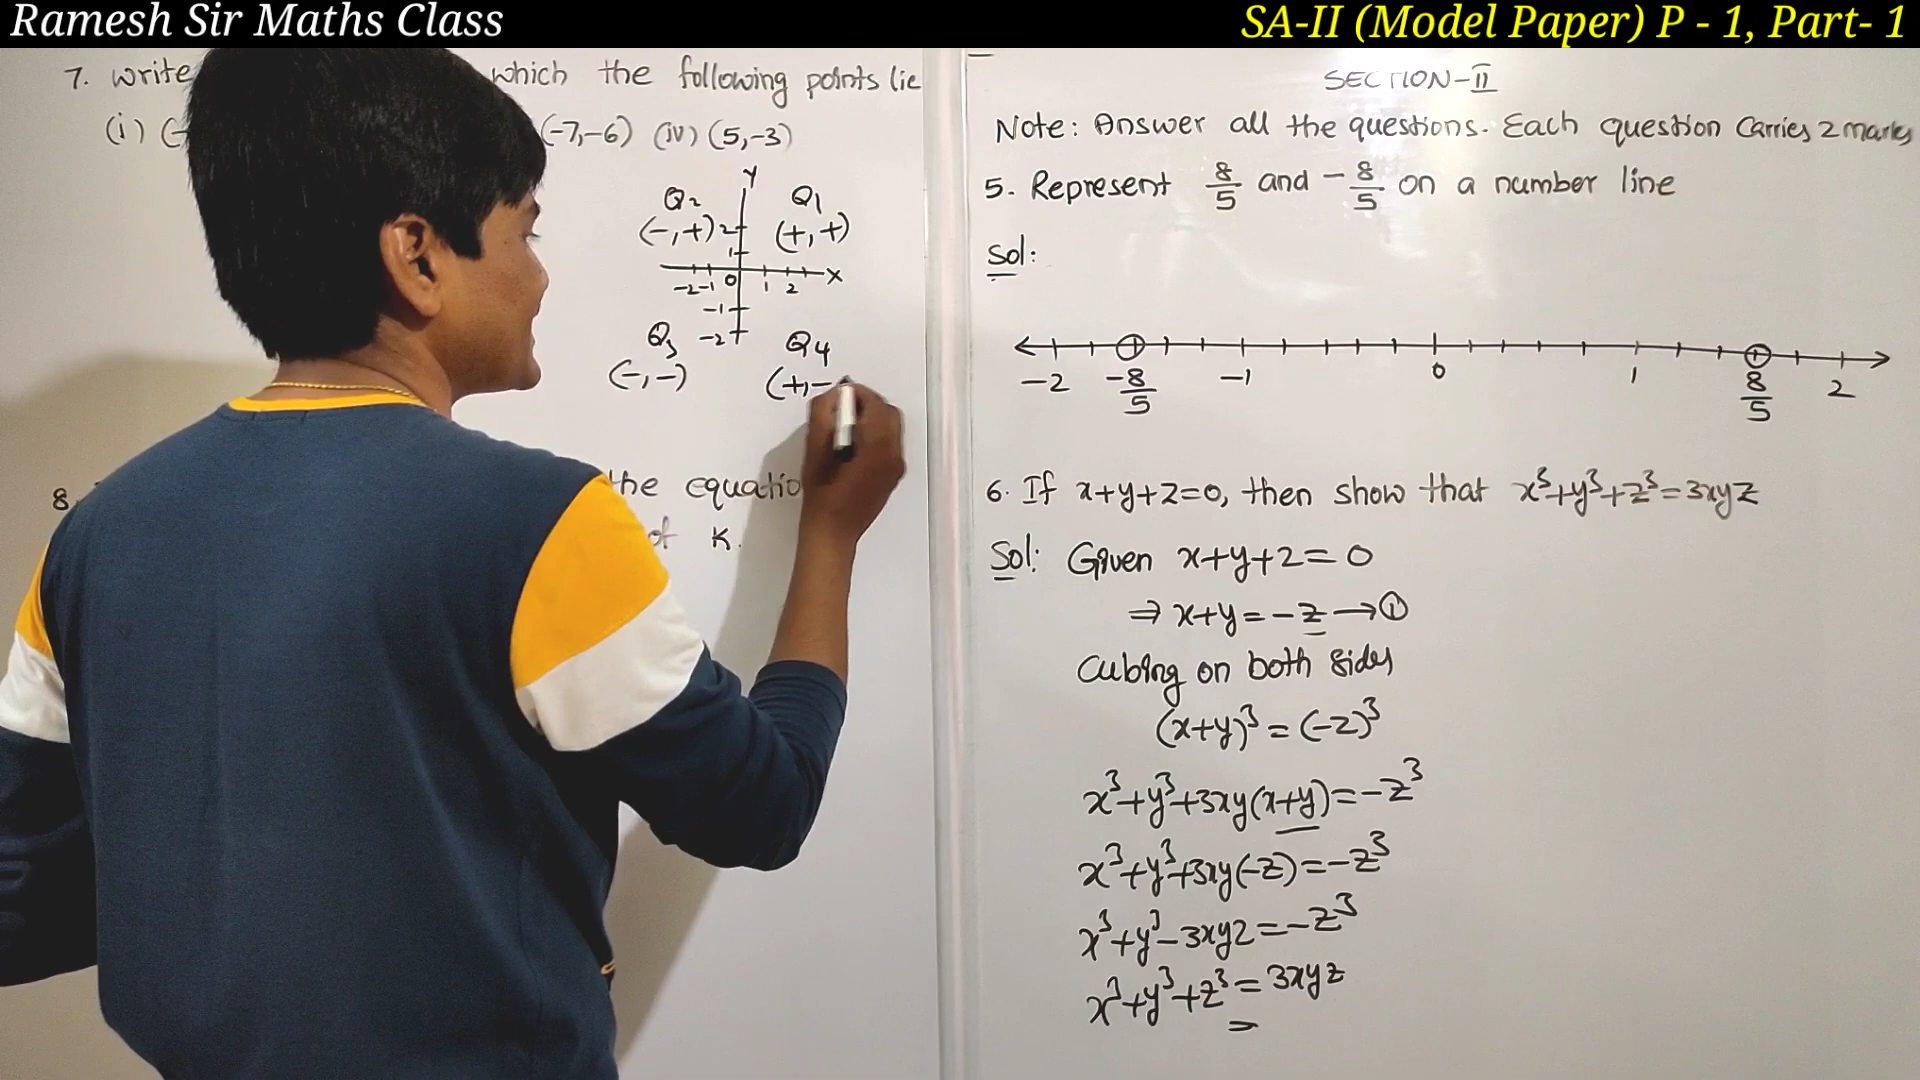 Ramesh Sir Maths Class
SA-II (Model Paper) P - 1, Part- 1
7. Write which the following points lie
(i) (- (-7,-6) (iv) (5,-3)
Y
Q2 Q1
(-,+) 2 (+,+)
1
-2 -1 0 1 2 X
-1
Q3 -2 Q4
(-,-) (+,-
8. the equatio
of K.
SECTION-II
Note: Answer all the questions. Each question Carries 2 marks
5. Represent 8/5 and -8/5 on a number line
Sol:
-2 -8/5 -1 0 1 8/5 2
6. If x+y+z=0, then show that x³+y³+z³=3xyz
Sol: Given x+y+z=0
⇒ x+y=-z→①
Cubing on both sides
(x+y)³=(-z)³
x³+y³+3xy(x+y)=-z³
x³+y³+3xy(-z)=-z³
x³+y³-3xyz=-z³
x³+y³+z³=3xyz